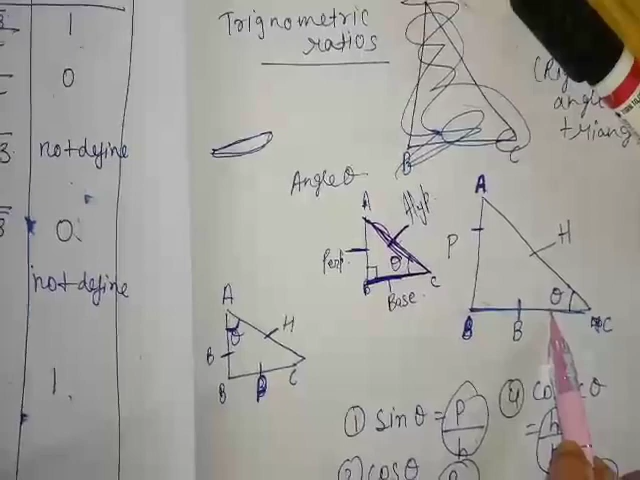 1
0
not define
0
not define
1
Trignometric
ratios
angle
B
C
Angle θ
A
Hyp
Perp.
θ
B
Base
C
A
P
H
θ
B
B
C
A
θ
H
B
B
P
C
① sin θ = P/h
④ θ
= h
② cos θ